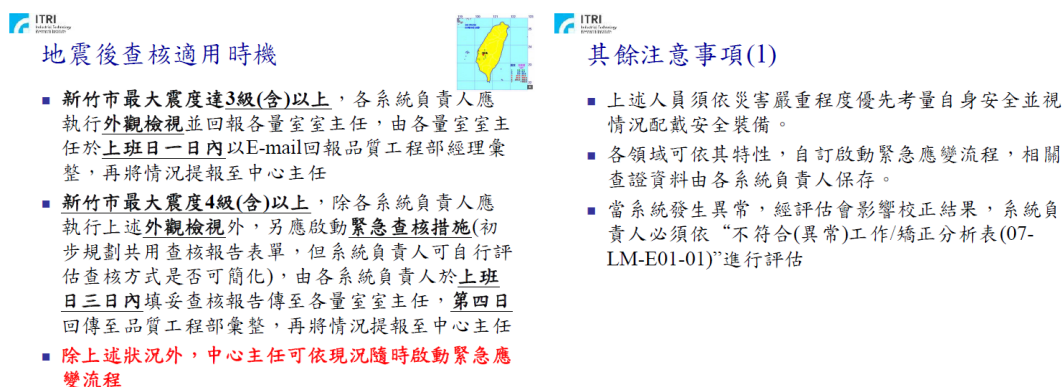 ITRI
Industrial Technology
Research Institute
地震後查核適用時機
■ 新竹市最大震度達3級(含)以上，各系統負責人應
執行外觀檢視並回報各量室室主任，由各量室室主
任於上班日一日內以E-mail回報品質工程部經理彙
整，再將情況提報至中心主任
■ 新竹市最大震度4級(含)以上，除各系統負責人應
執行上述外觀檢視外，另應啟動緊急查核措施(初
步規劃共用查核報告表單，但系統負責人可自行評
估查核方式是否可簡化)，由各系統負責人於上班
日三日內填妥查核報告傳至各量室室主任，第四日
回傳至品質工程部彙整，再將情況提報至中心主任
■ 除上述狀況外，中心主任可依現況隨時啟動緊急應
變流程
ITRI
Industrial Technology
Research Institute
其餘注意事項(1)
■ 上述人員須依災害嚴重程度優先考量自身安全並視
情況配戴安全裝備。
■ 各領域可依其特性，自訂啟動緊急應變流程，相關
查證資料由各系統負責人保存。
■ 當系統發生異常，經評估會影響校正結果，系統負
責人必須依“不符合(異常)工作/矯正分析表(07-
LM-E01-01)”進行評估